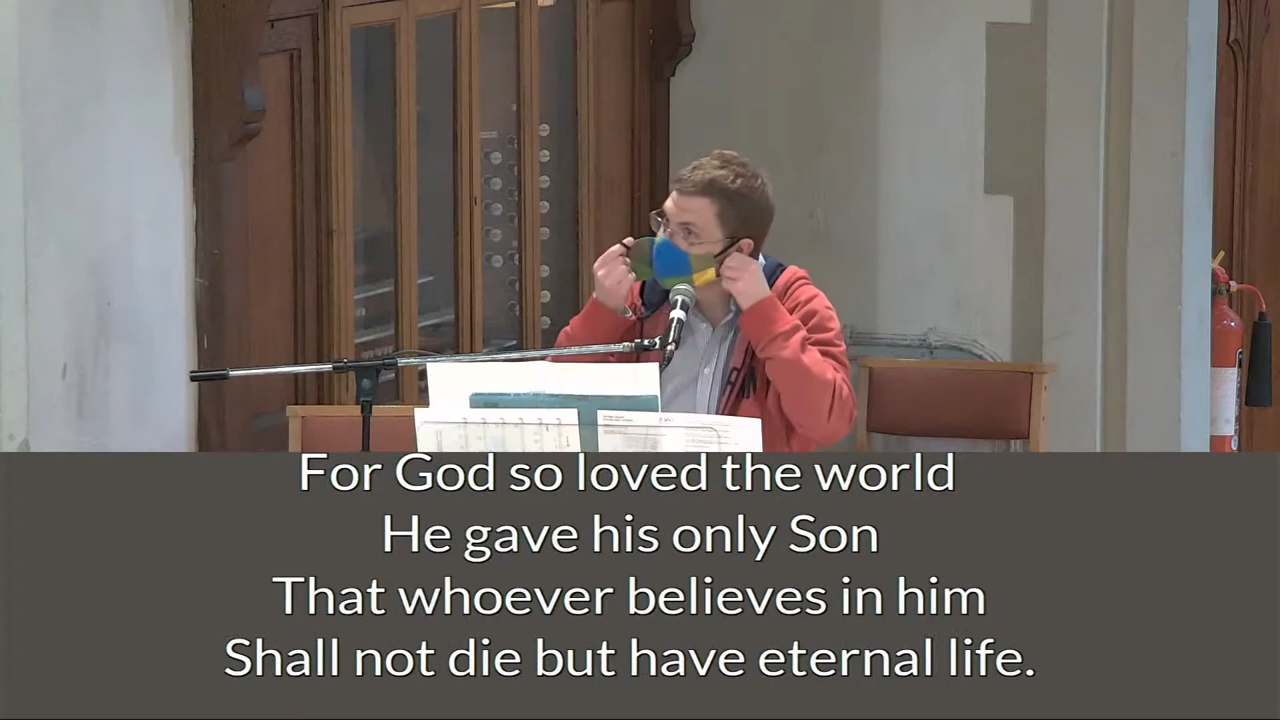 For God so loved the world
He gave his only Son
That whoever believes in him
Shall not die but have eternal life.